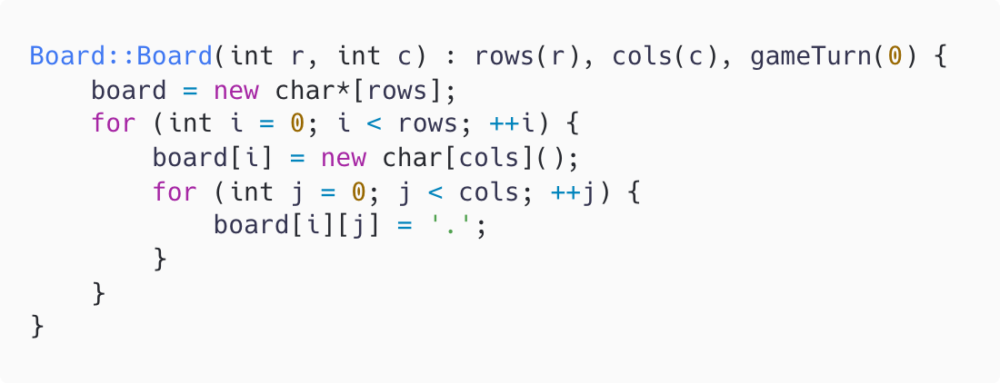 Board::Board(int r, int c) : rows(r), cols(c), gameTurn(0) {
    board = new char*[rows];
    for (int i = 0; i < rows; ++i) {
        board[i] = new char[cols]();
        for (int j = 0; j < cols; ++j) {
            board[i][j] = '.';
        }
    }
}